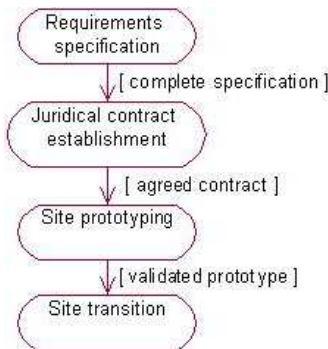 Requirements
specification
[ complete specification ]
Juridical contract
establishment
[ agreed contract ]
Site prototyping
[ validated prototype ]
Site transition